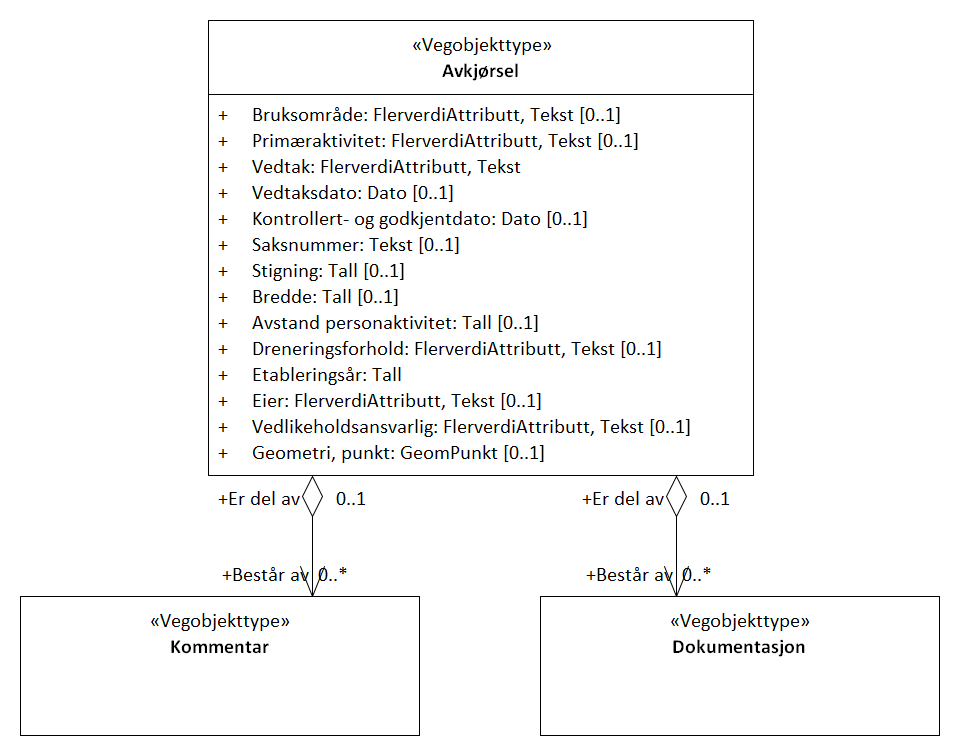 «Vegobjekttype»
Avkjørsel
+ Bruksområde: FlerverdiAttributt, Tekst [0..1]
+ Primæraktivitet: FlerverdiAttributt, Tekst [0..1]
+ Vedtak: FlerverdiAttributt, Tekst
+ Vedtaksdato: Dato [0..1]
+ Kontrollert- og godkjentdato: Dato [0..1]
+ Saksnummer: Tekst [0..1]
+ Stigning: Tall [0..1]
+ Bredde: Tall [0..1]
+ Avstand personaktivitet: Tall [0..1]
+ Dreneringsforhold: FlerverdiAttributt, Tekst [0..1]
+ Etableringsår: Tall
+ Eier: FlerverdiAttributt, Tekst [0..1]
+ Vedlikeholdsansvarlig: FlerverdiAttributt, Tekst [0..1]
+ Geometri, punkt: GeomPunkt [0..1]
+Er del av 0..1
+Er del av 0..1
+Består av 0..*
+Består av 0..*
«Vegobjekttype»
Kommentar
«Vegobjekttype»
Dokumentasjon